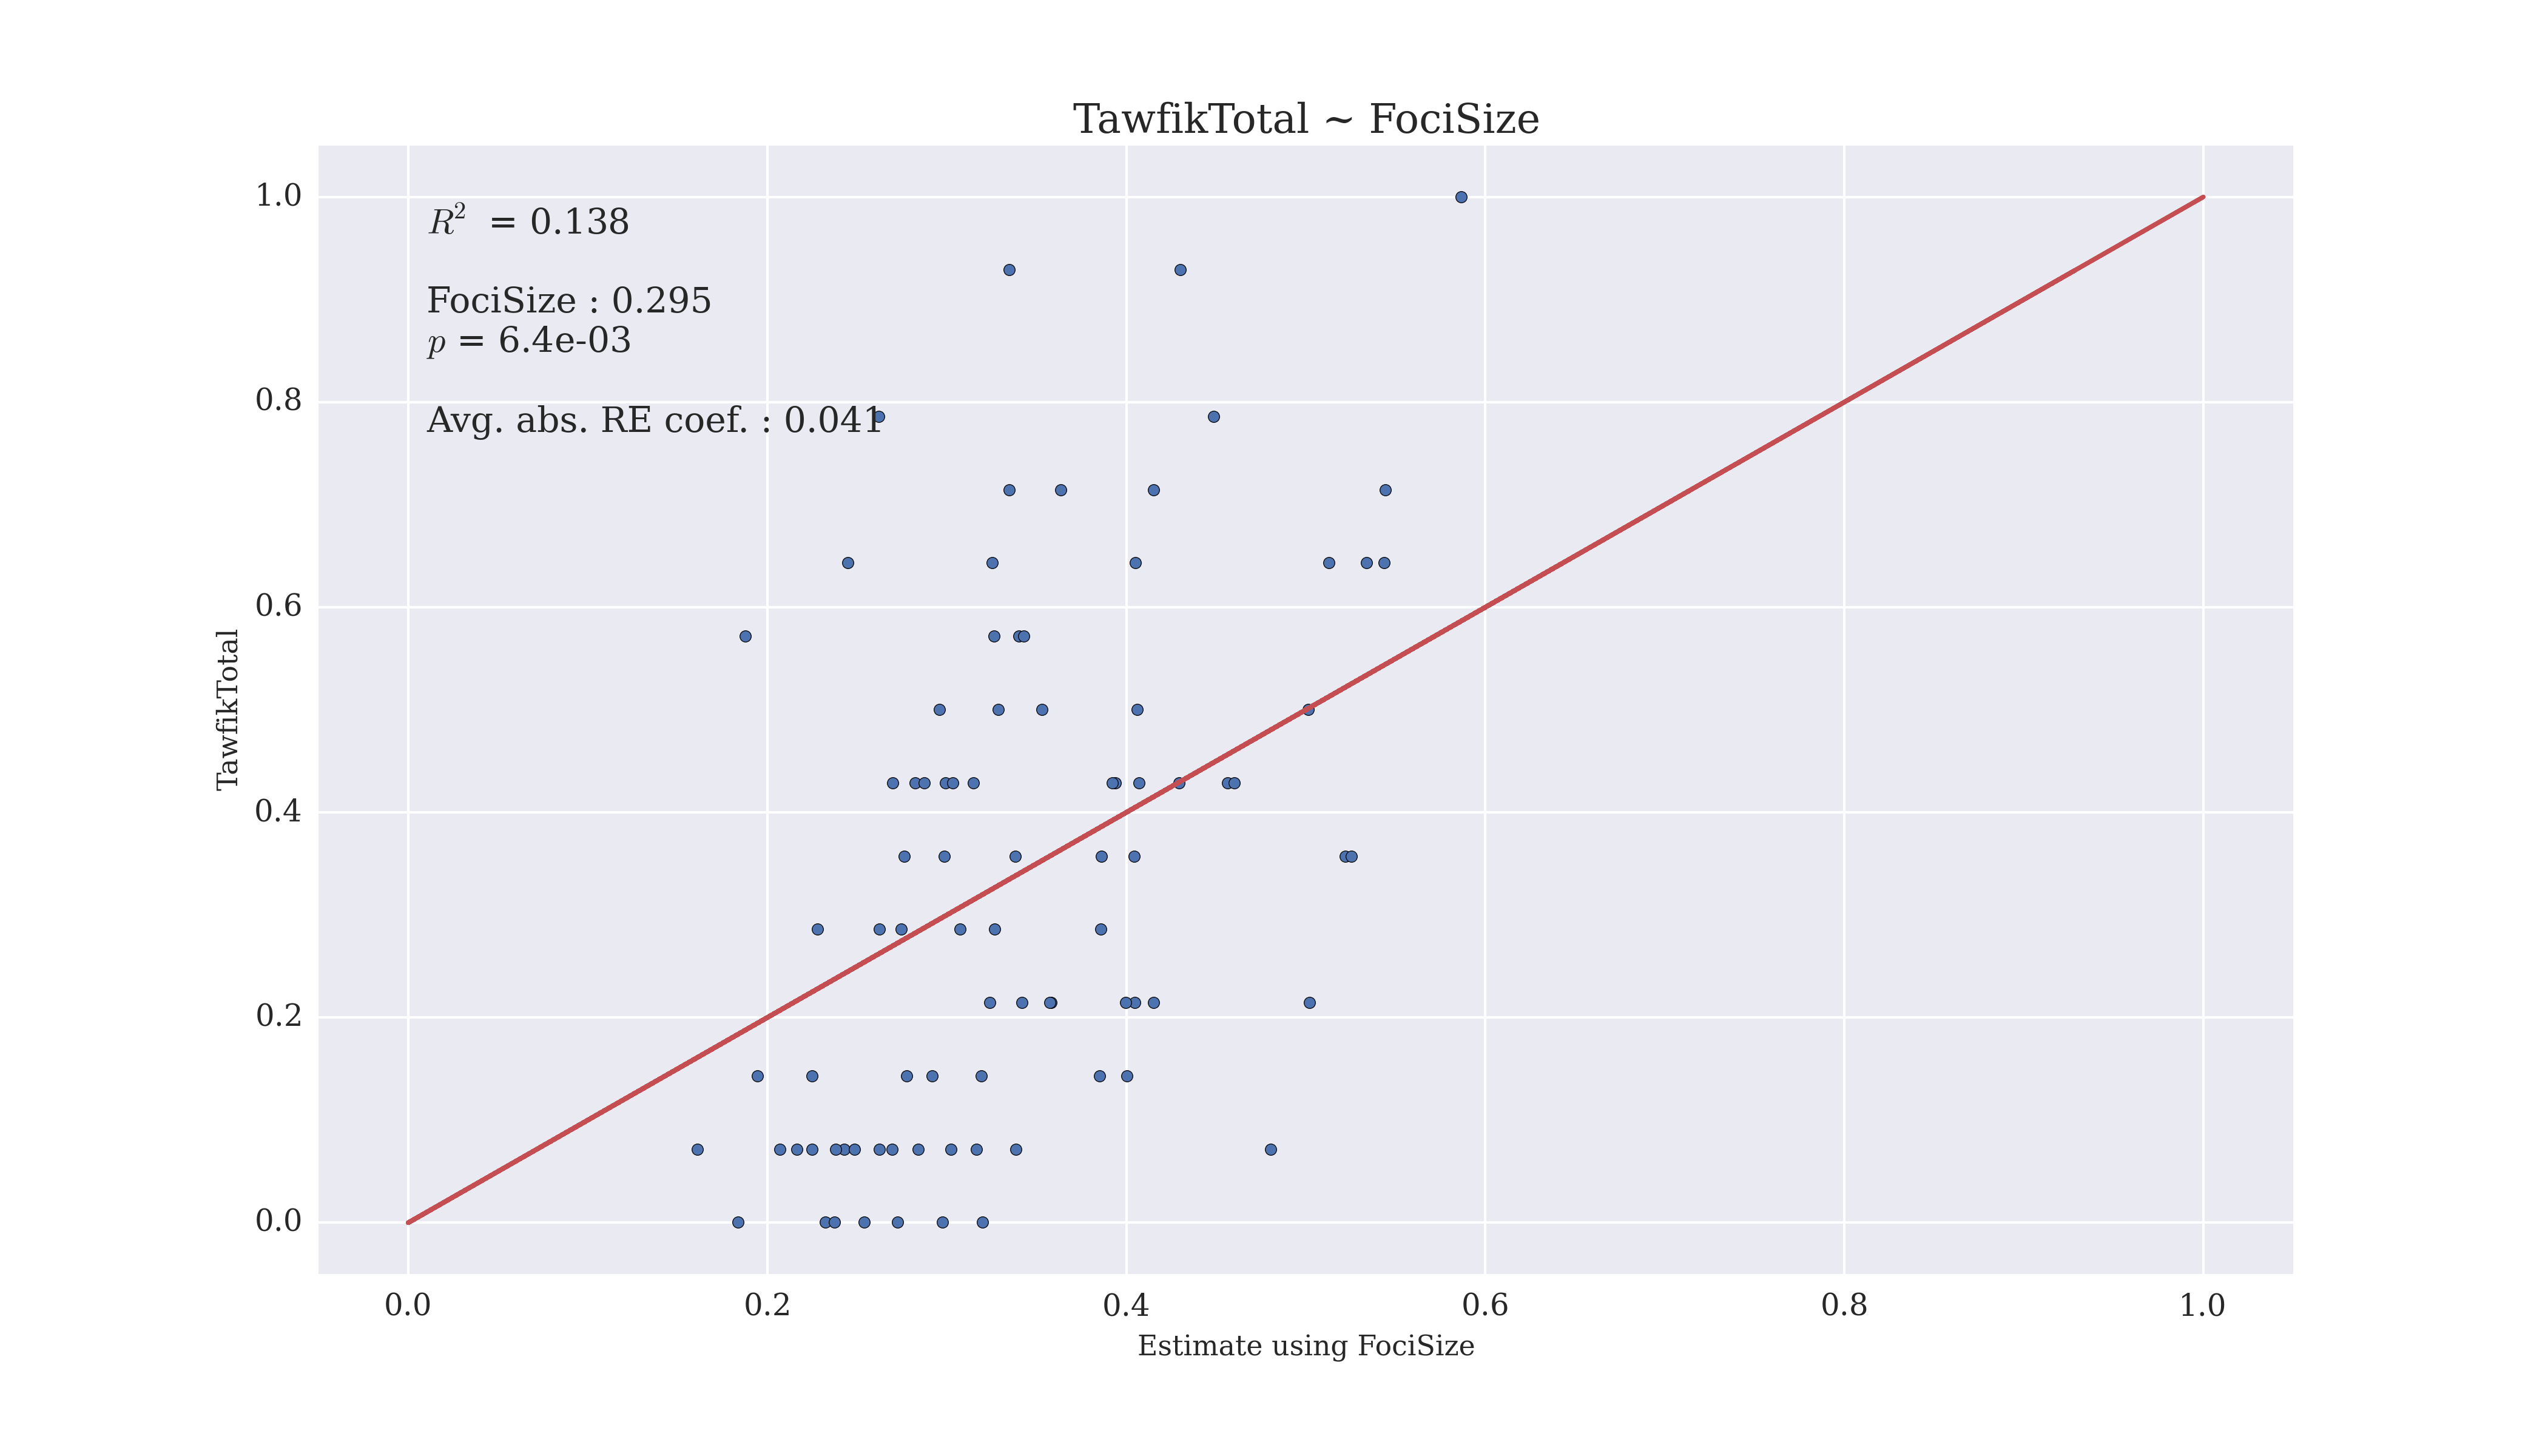 TawfikTotal ~ FociSize
R² = 0.138
FociSize : 0.295
p = 6.4e-03
Avg. abs. RE coef. : 0.041
1.0
0.8
0.6
0.4
0.2
0.0
TawfikTotal
0.0 0.2 0.4 0.6 0.8 1.0
Estimate using FociSize